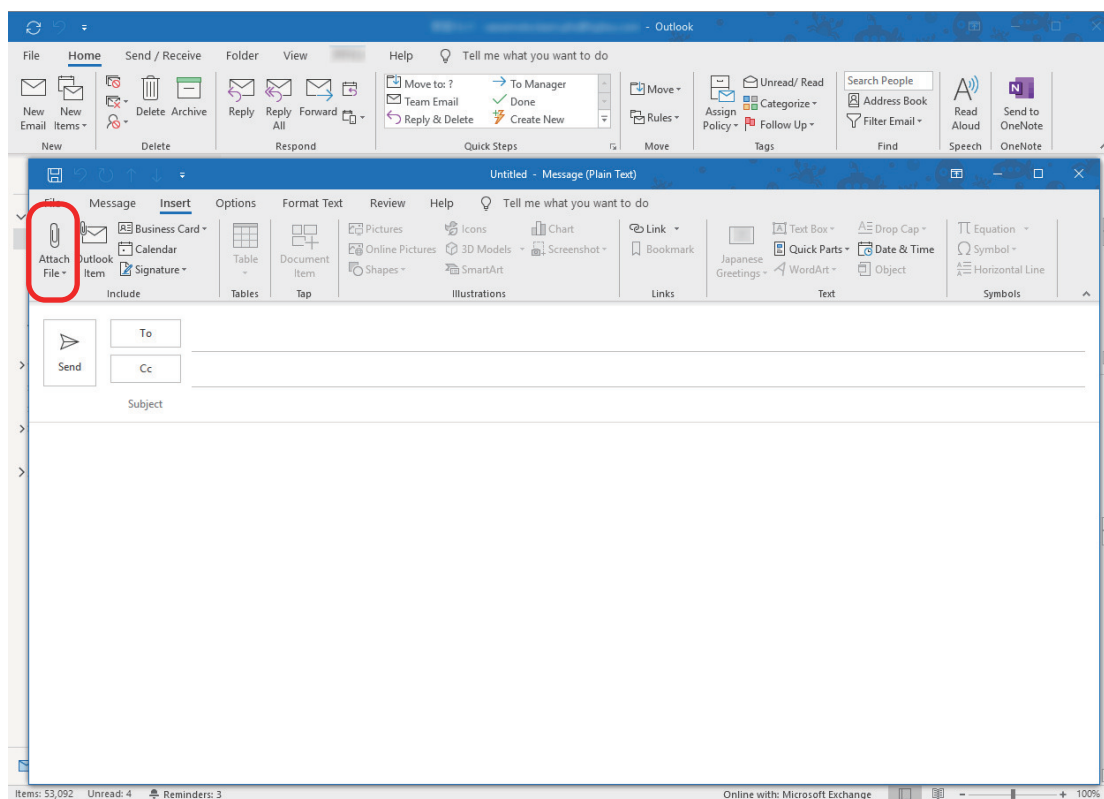 - Outlook
File Home Send / Receive Folder View Help Tell me what you want to do
New Email
New Items
Delete
Archive
Reply
Reply All
Forward
Move to: ?
To Manager
Team Email
Done
Reply & Delete
Create New
Move
Rules
Assign Policy
Unread/ Read
Categorize
Follow Up
Search People
Address Book
Filter Email
Read Aloud
Send to OneNote
New Delete Respond Quick Steps Move Tags Find Speech OneNote
Untitled - Message (Plain Text)
File Message Insert Options Format Text Review Help Tell me what you want to do
Attach File
Outlook Item
Business Card
Calendar
Signature
Table
Document Item
Pictures
Online Pictures
Shapes
Icons
3D Models
SmartArt
Chart
Screenshot
Link
Bookmark
Japanese Greetings
Text Box
Quick Parts
WordArt
Drop Cap
Date & Time
Object
Equation
Symbol
Horizontal Line
Include Tables Tap Illustrations Links Text Symbols
Send
To
Cc
Subject
Items: 53,092 Unread: 4 Reminders: 3 Online with: Microsoft Exchange 100%